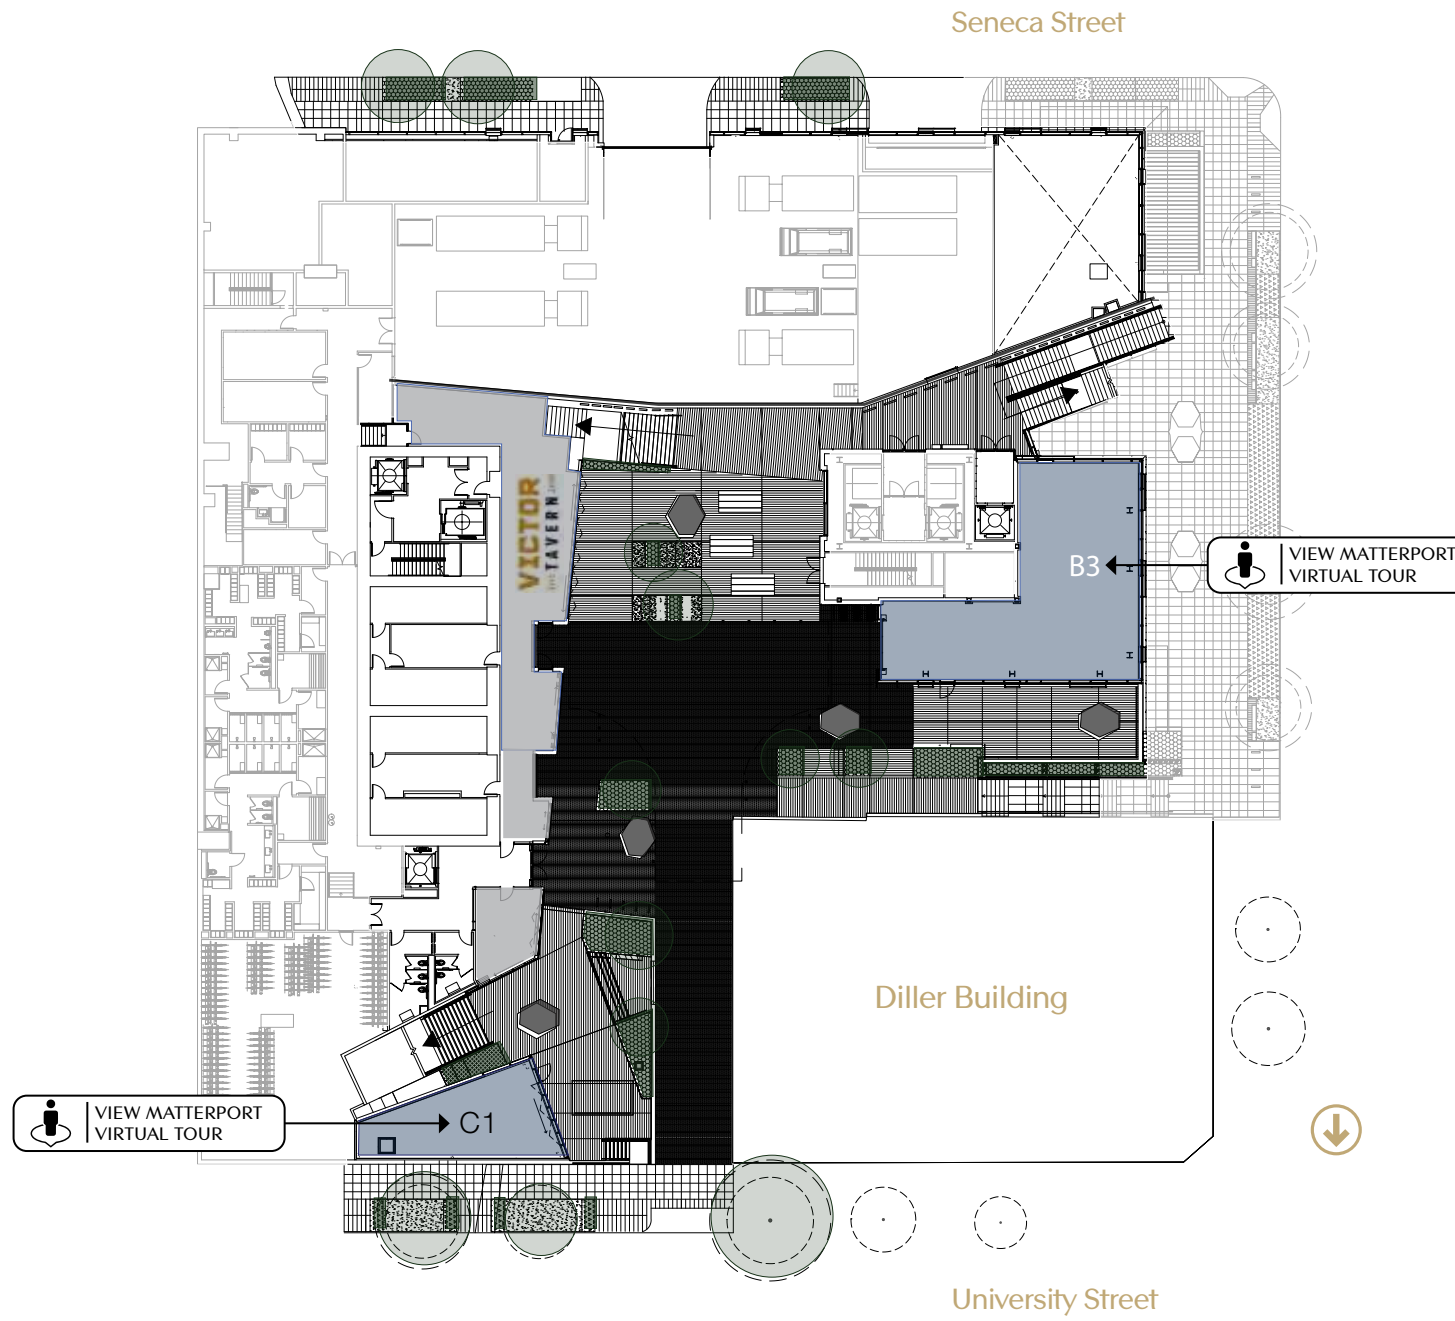 Seneca Street
VICTOR
TAVERN
B3
VIEW MATTERPORT
VIRTUAL TOUR
Diller Building
VIEW MATTERPORT
VIRTUAL TOUR
C1
University Street